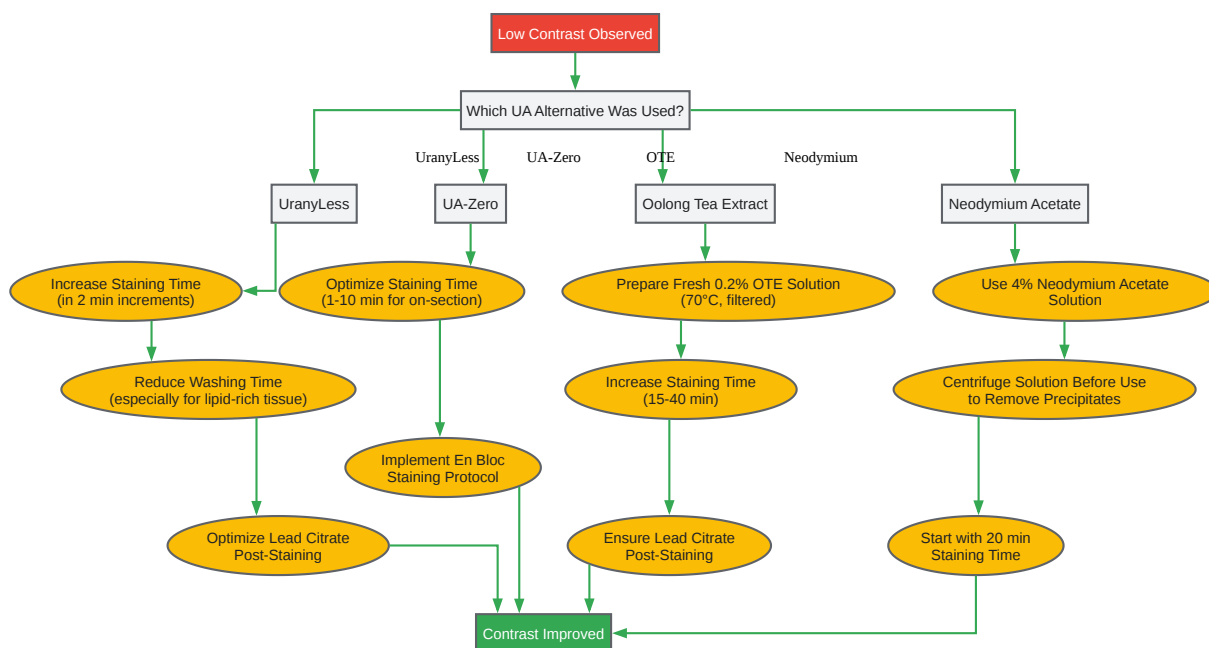 Low Contrast Observed
Which UA Alternative Was Used?
UranyLess
UA-Zero
OTE
Neodymium
UranyLess
UA-Zero
Oolong Tea Extract
Neodymium Acetate
Increase Staining Time
(in 2 min increments)
Optimize Staining Time
(1-10 min for on-section)
Prepare Fresh 0.2% OTE Solution
(70°C, filtered)
Use 4% Neodymium Acetate
Solution
Reduce Washing Time
(especially for lipid-rich tissue)
Increase Staining Time
(15-40 min)
Centrifuge Solution Before Use
to Remove Precipitates
Implement En Bloc
Staining Protocol
Optimize Lead Citrate
Post-Staining
Ensure Lead Citrate
Post-Staining
Start with 20 min
Staining Time
Contrast Improved